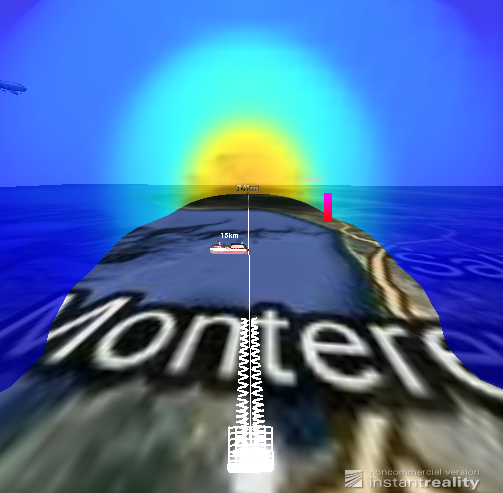 14km
15km
Montere
noncommercial version
instantreality